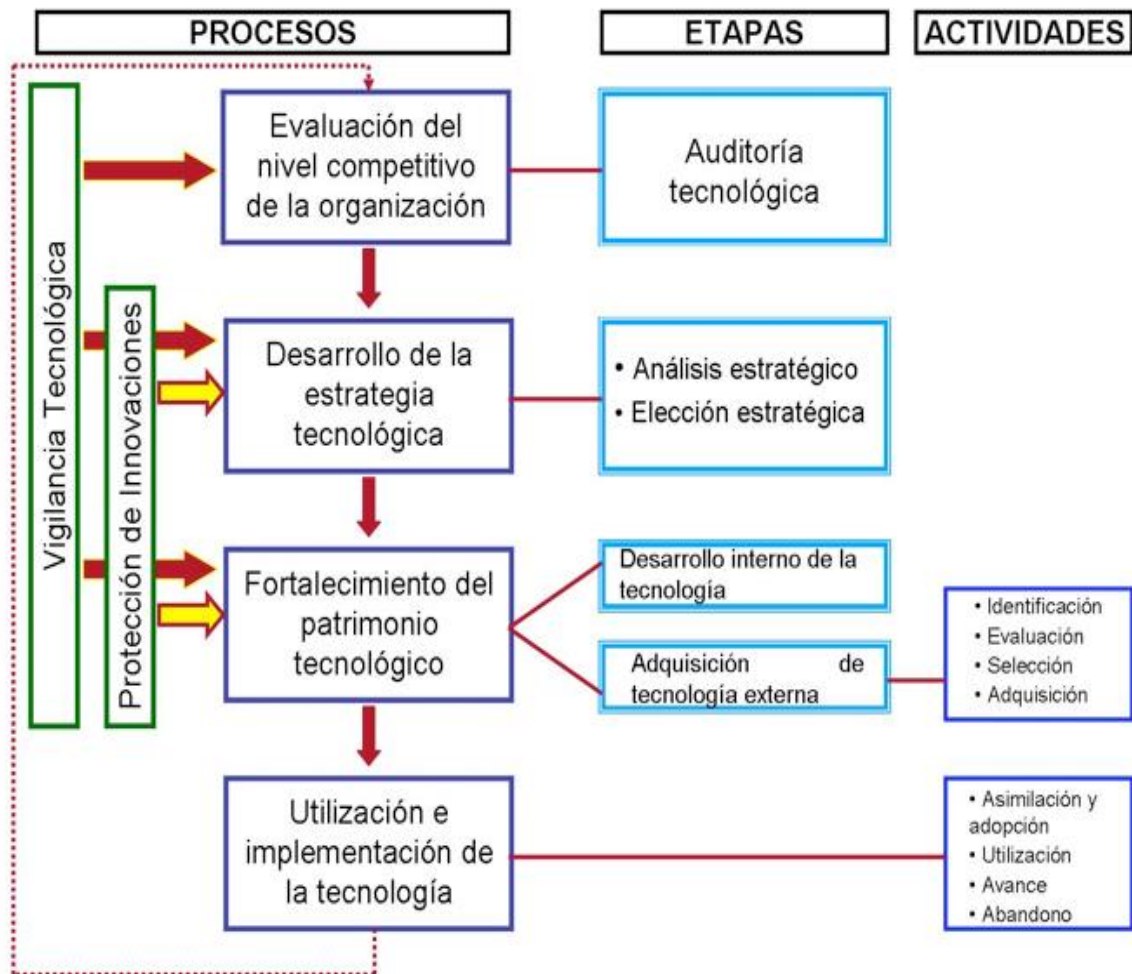 PROCESOS
ETAPAS
ACTIVIDADES
Vigilancia Tecnológica
Protección de Innovaciones
Evaluación del
nivel competitivo
de la organización
Auditoría
tecnológica
Desarrollo de la
estrategia
tecnológica
• Análisis estratégico
• Elección estratégica
Fortalecimiento del
patrimonio
tecnológico
Desarrollo interno de la
tecnología
Adquisición de
tecnología externa
• Identificación
• Evaluación
• Selección
• Adquisición
Utilización e
implementación de
la tecnología
• Asimilación y
adopción
• Utilización
• Avance
• Abandono